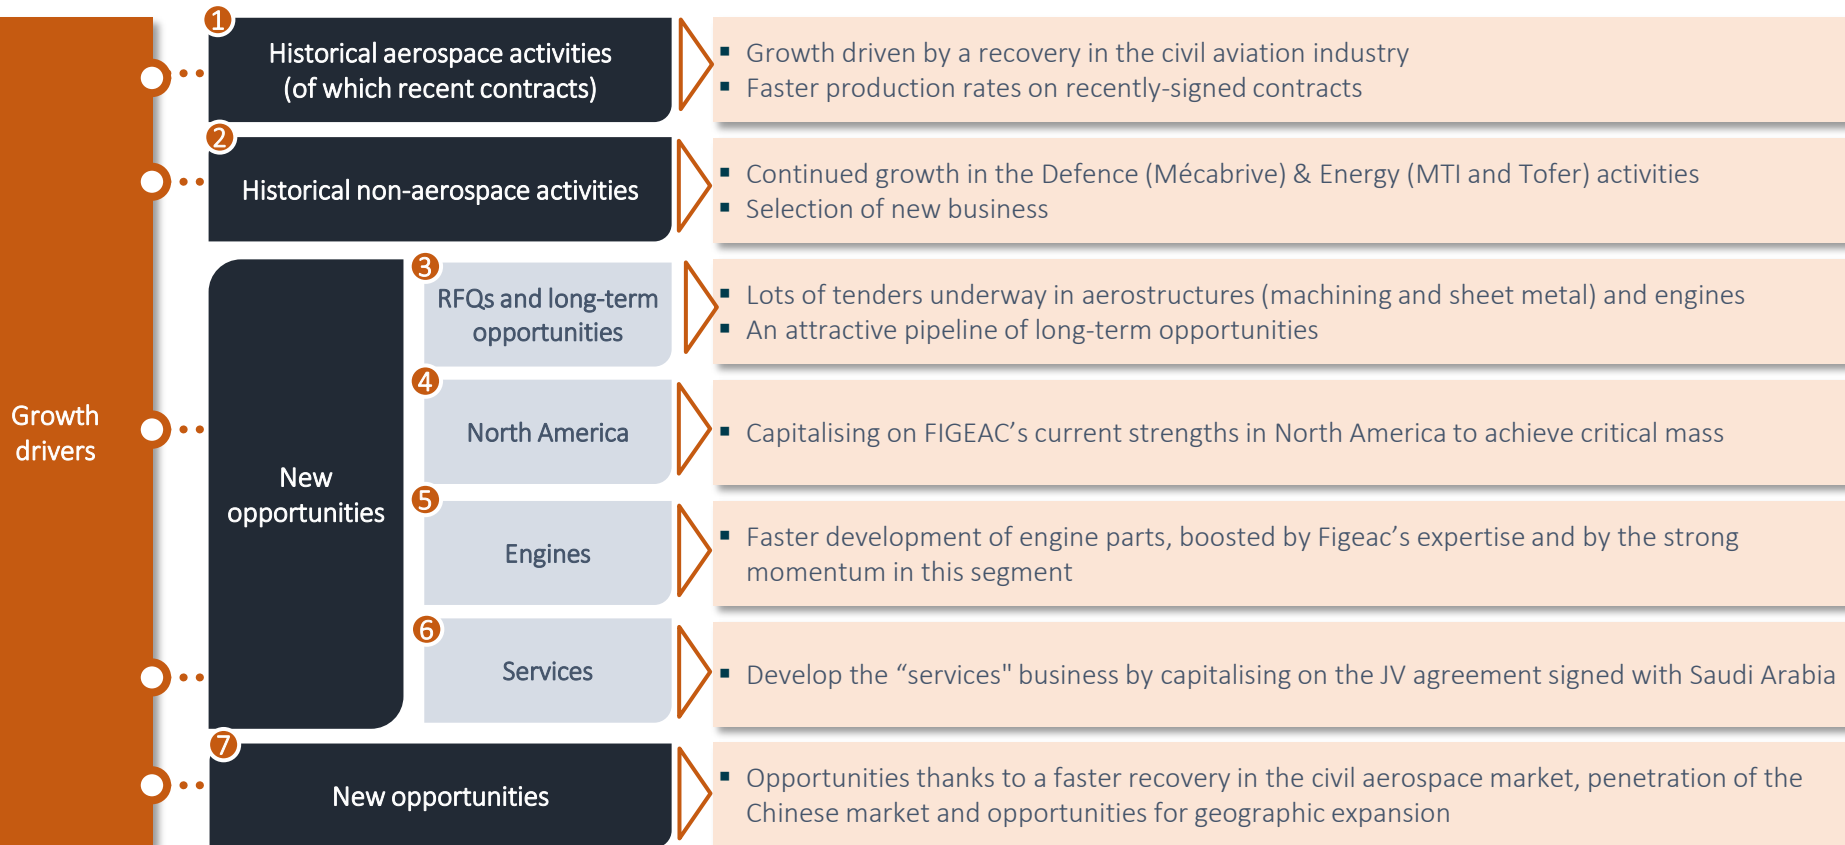 Growth
drivers
1
Historical aerospace activities
(of which recent contracts)
▪ Growth driven by a recovery in the civil aviation industry
▪ Faster production rates on recently-signed contracts
2
Historical non-aerospace activities
▪ Continued growth in the Defence (Mécabrive) & Energy (MTI and Tofer) activities
▪ Selection of new business
New
opportunities
3
RFQs and long-term
opportunities
▪ Lots of tenders underway in aerostructures (machining and sheet metal) and engines
▪ An attractive pipeline of long-term opportunities
4
North America
▪ Capitalising on FIGEAC’s current strengths in North America to achieve critical mass
5
Engines
▪ Faster development of engine parts, boosted by Figeac’s expertise and by the strong
momentum in this segment
6
Services
▪ Develop the “services" business by capitalising on the JV agreement signed with Saudi Arabia
7
New opportunities
▪ Opportunities thanks to a faster recovery in the civil aerospace market, penetration of the
Chinese market and opportunities for geographic expansion